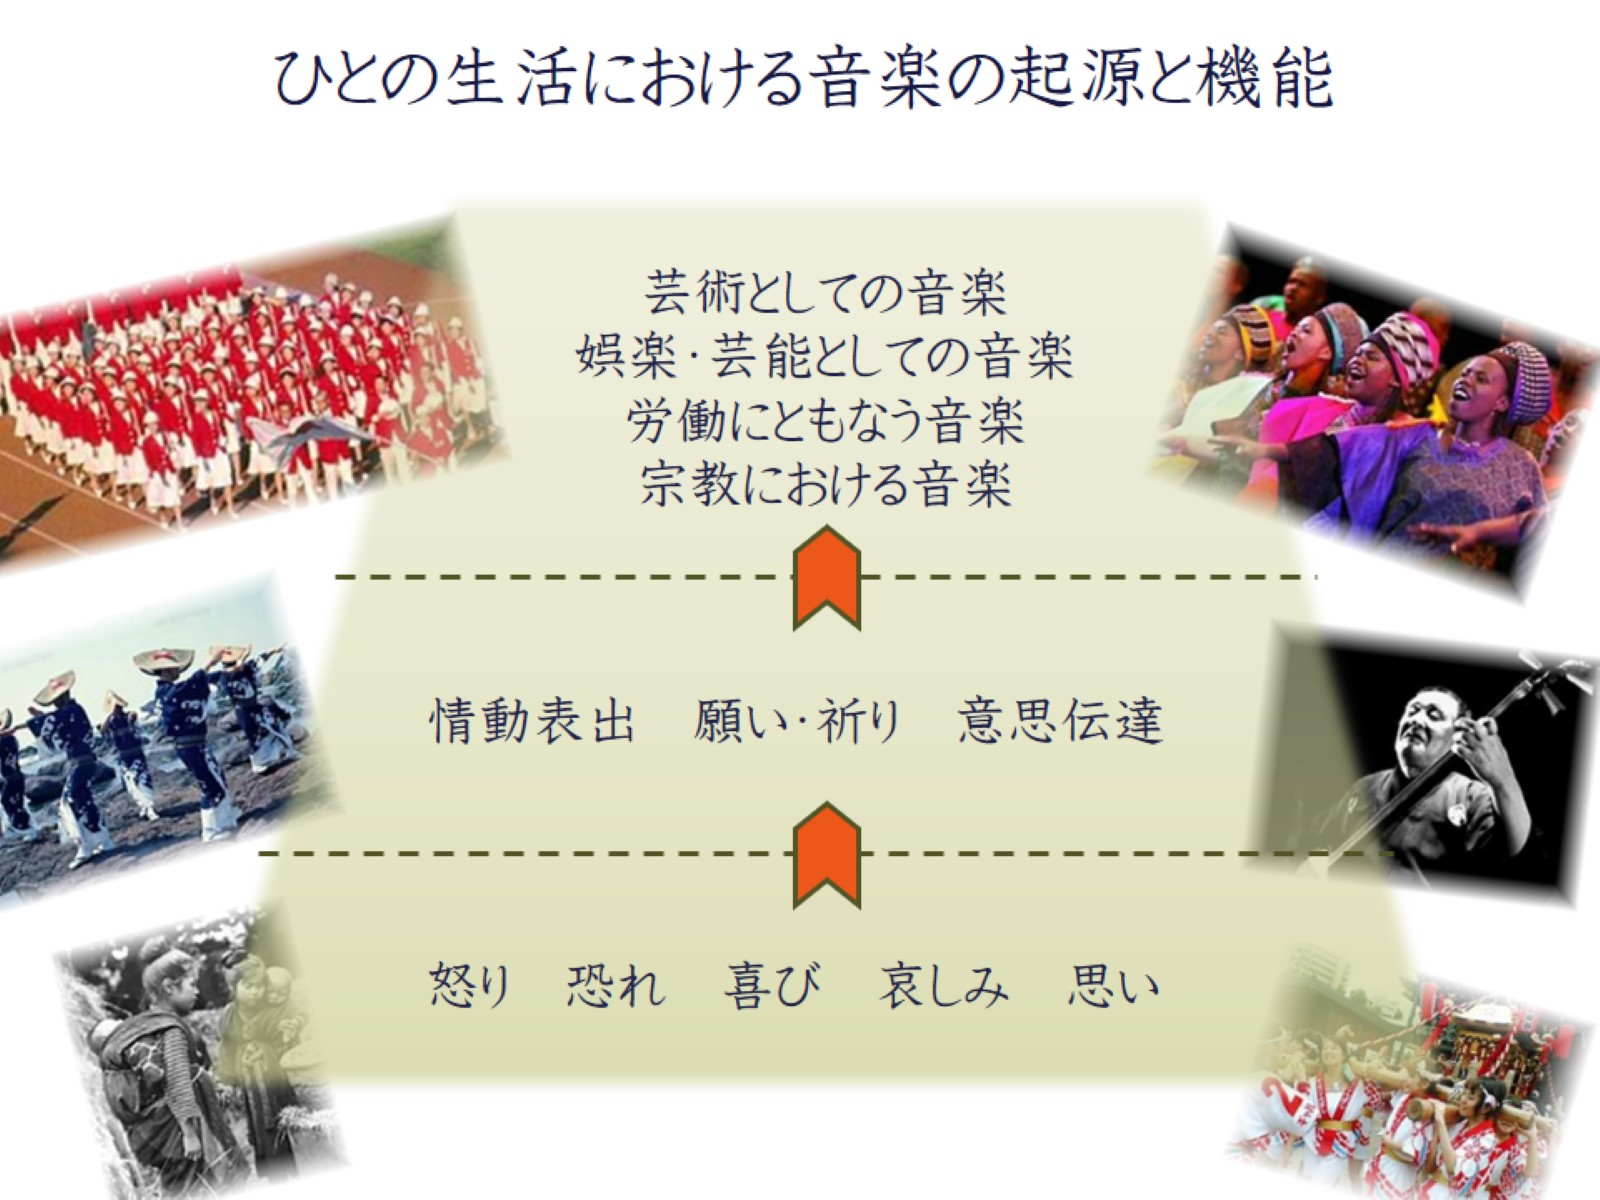 ひとの生活における音楽の起源と機能
芸術としての音楽
娯楽・芸能としての音楽
労働にともなう音楽
宗教における音楽
情動表出　願い・祈り　意思伝達
怒り　恐れ　喜び　哀しみ　思い